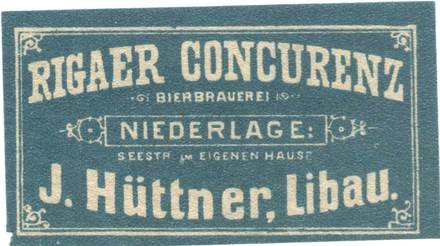 RIGAER CONCURENZ
BIERBRAUEREI
NIEDERLAGE:
SEESTR. IM EIGENEN HAUSE
J. Hüttner, Libau.